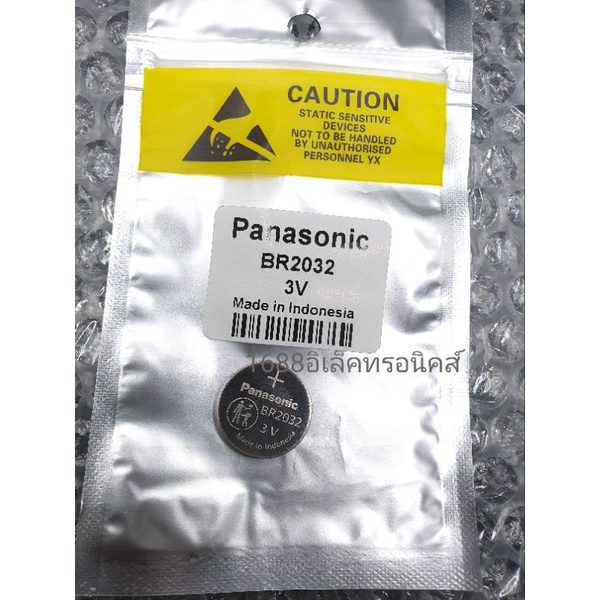 CAUTION
STATIC SENSITIVE
DEVICES
NOT TO BE HANDLED
BY UNAUTHORISED
PERSONNEL YX
Panasonic
BR2032
3V
Made in Indonesia
1688อิเล็คทรอนิคส์
+
Panasonic
BR2032
3V
Made in Indonesia